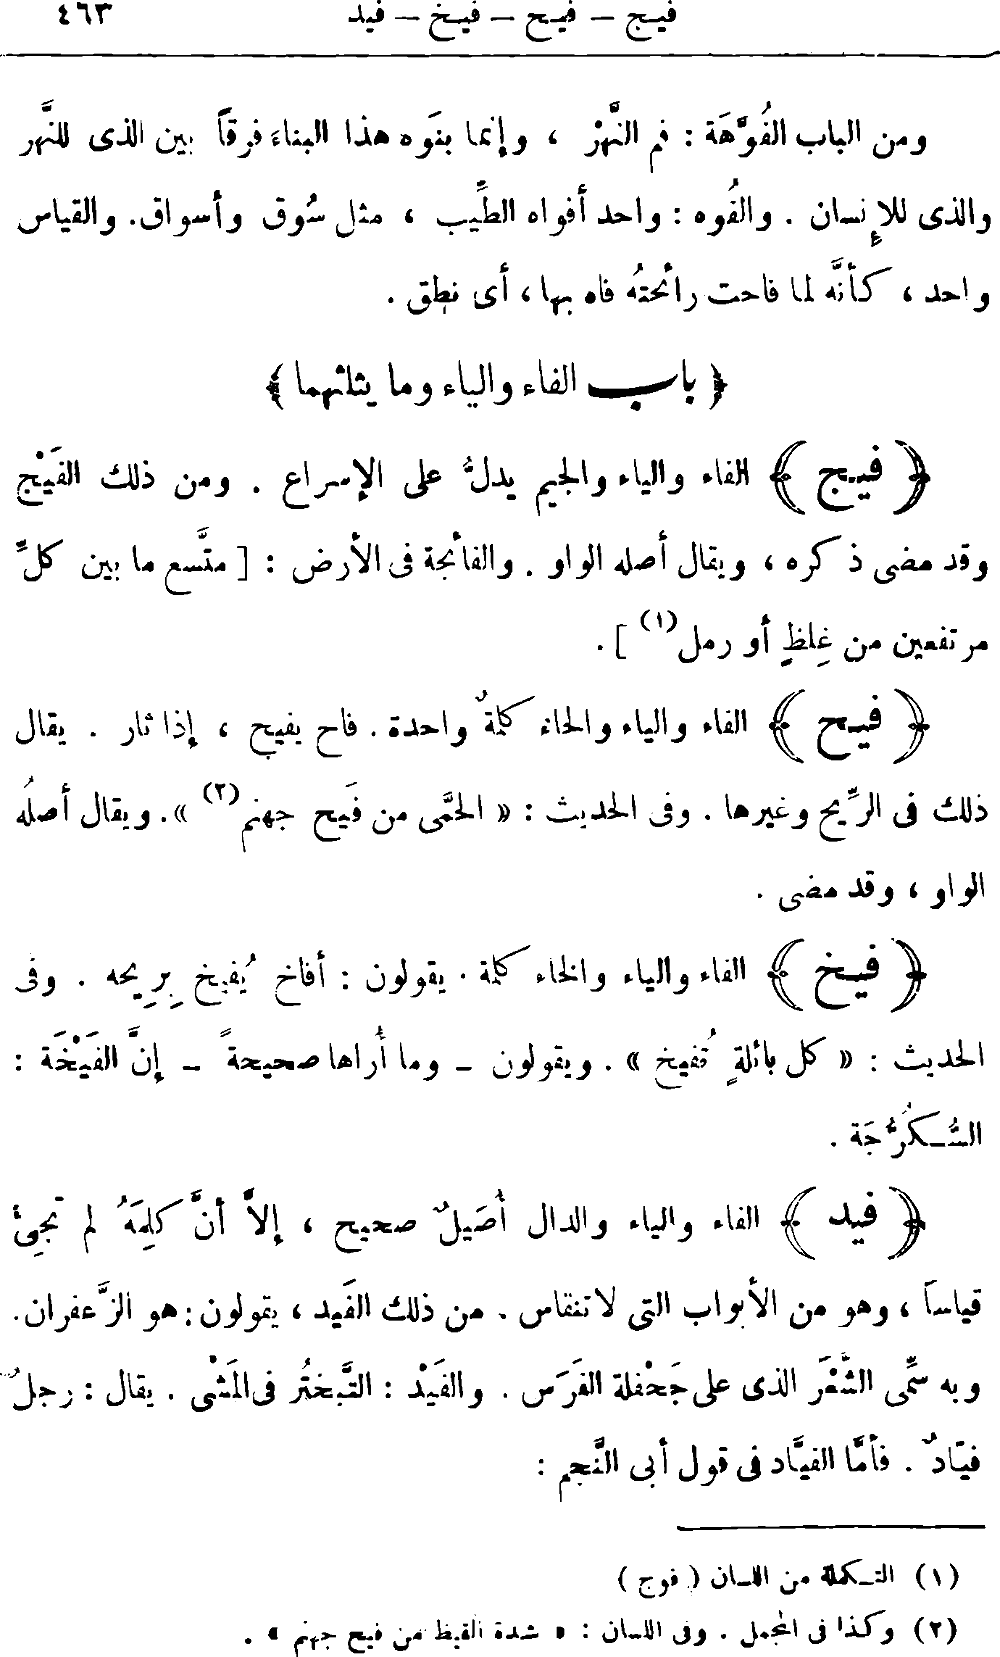 فيج — فيح — فيخ — فيد ٤٦٣
ومن الباب الفُوَّهَة : فم النَّهْر ، وإنما بنَوه هذا البناءَ فرقاً بين الذى للنَّهر
والذى للإنسان . والفُوه : واحد أفواه الطِّيب ، مثل سُوق وأسواق. والقياس
واحد ، كأنَّه لما فاحت رائحتُه فاه بها ، أى نطق .
﴿ باب الفاء والياء وما يثلثهما ﴾
﴿ فيج ﴾ الفاء والياء والجيم يدلُّ على الإسراع . ومن ذلك الفَيْج
وقد مضى ذكره ، ويقال أصله الواو . والفائجة فى الأرض : [ متَّسع ما بين كلِّ
مرتفعين من غِلظٍ أو رمل (١) ] .
﴿ فيح ﴾ الفاء والياء والحاء كلمةٌ واحدة . فاح يفيح ، إذا ثار . يقال
ذلك فى الرِّيح وغيرها . وفى الحديث : « الحمَّى من فَيح جهنم (٢) » . ويقال أصلُه
الواو ، وقد مضى .
﴿ فيخ ﴾ الفاء والياء والخاء كلمة . يقولون : أفاخ يُفيخ بِرِيحه . وفى
الحديث : « كل بائلةٍ تُفيخ » . ويقولون – وما أُراها صحيحةً – إنَّ الفَيْخَة :
السُّـكُرُّجَة .
﴿ فيد ﴾ الفاء والياء والدال أُصَيلٌ صحيح ، إلاَّ أنَّ كلِمَهُ لم تجِئْ
قياساً ، وهو من الأبواب التى لا تنقاس . من ذلك الفَيد ، يقولون : هو الزَّعفران .
وبه سمِّى الشَّعَْر الذى على جَحْفلة الفرَس . والفَيْد : التَّبختُر فى المَشْى . يقال : رجلٌ
فيّادٌ . فأمَّا الفيَّاد فى قول أبى النَّجم :
(١) التـكملة من اللسان ( فوج )
(٢) وكذا فى المجمل . وفى اللسان : « شدة القيظ من فيح جهنم » .